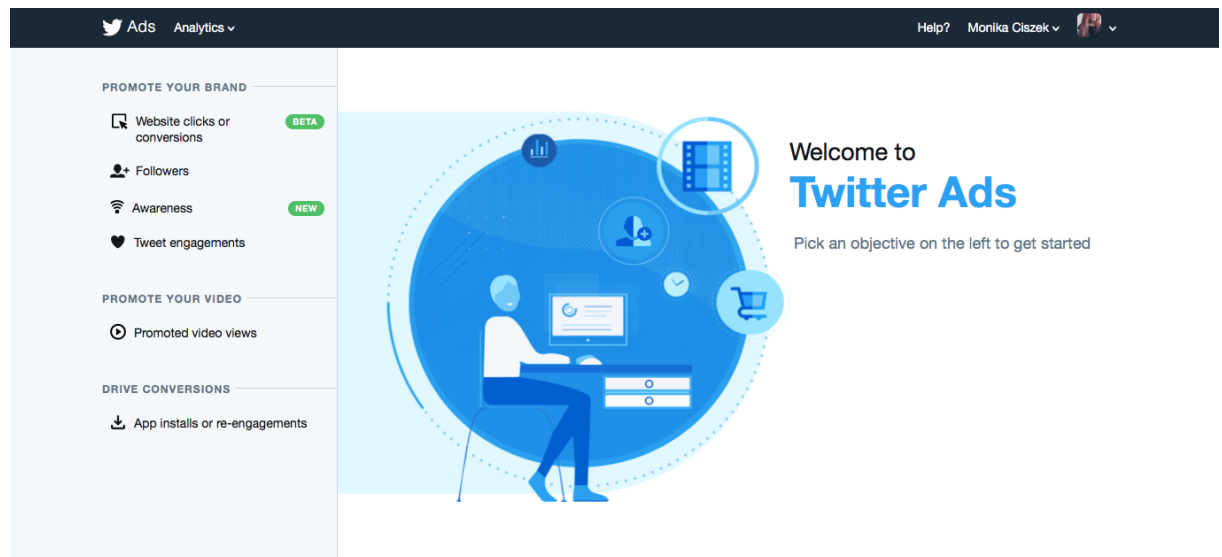 Ads Analytics Help? Monika Ciszek
PROMOTE YOUR BRAND
Website clicks or
conversions
BETA
Followers
Awareness
NEW
Tweet engagements
PROMOTE YOUR VIDEO
Promoted video views
DRIVE CONVERSIONS
App installs or re-engagements
Welcome to
Twitter Ads
Pick an objective on the left to get started